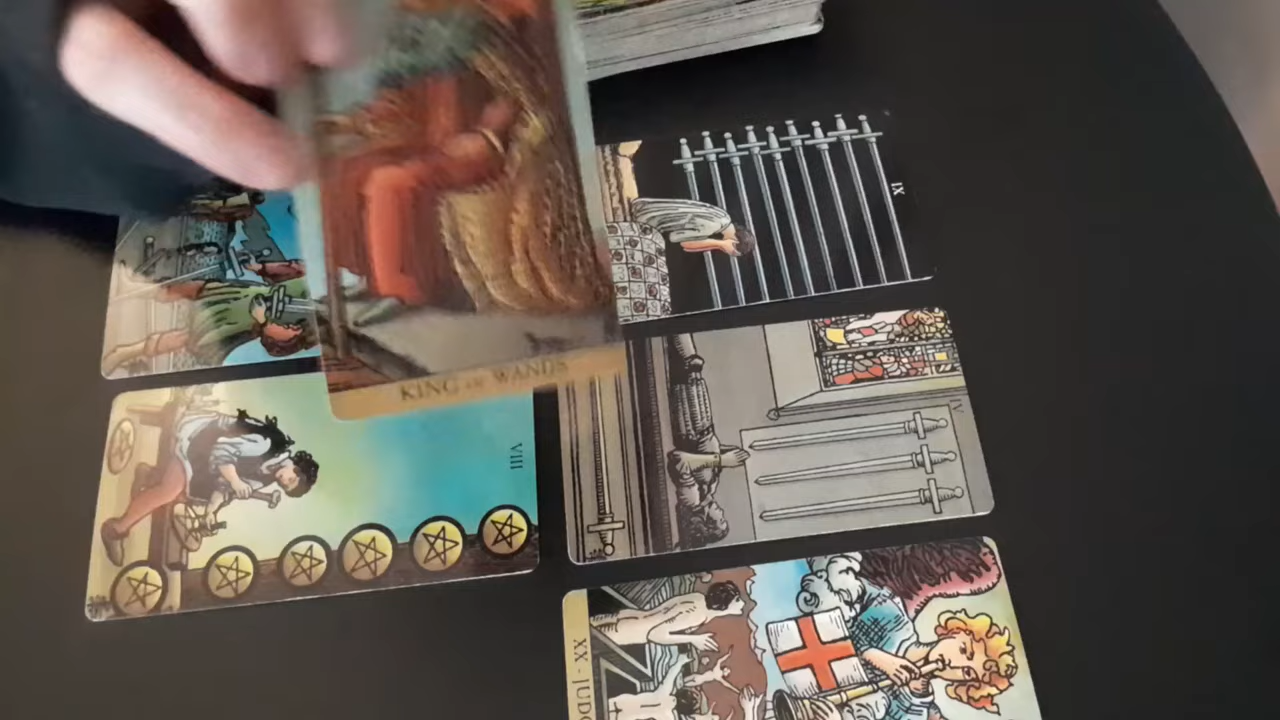 IX
KING OF WANDS
IV
VIII
XX - JUDG